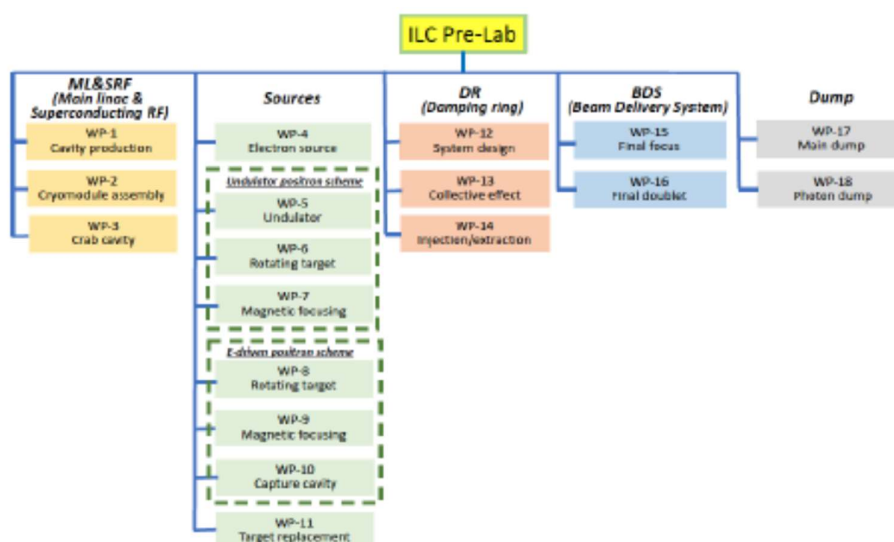 ILC Pre-Lab
ML&SRF
(Main linac &
Superconducting RF)
WP-1
Cavity production
WP-2
Cryomodule assembly
WP-3
Crab cavity
Sources
WP-4
Electron source
Undulator positron scheme
WP-5
Undulator
WP-6
Rotating target
WP-7
Magnetic focusing
E-driven positron scheme
WP-8
Rotating target
WP-9
Magnetic focusing
WP-10
Capture cavity
WP-11
Target replacement
DR
(Damping ring)
WP-12
System design
WP-13
Collective effect
WP-14
Injection/extraction
BDS
(Beam Delivery System)
WP-15
Final focus
WP-16
Final doublet
Dump
WP-17
Main dump
WP-18
Photon dump